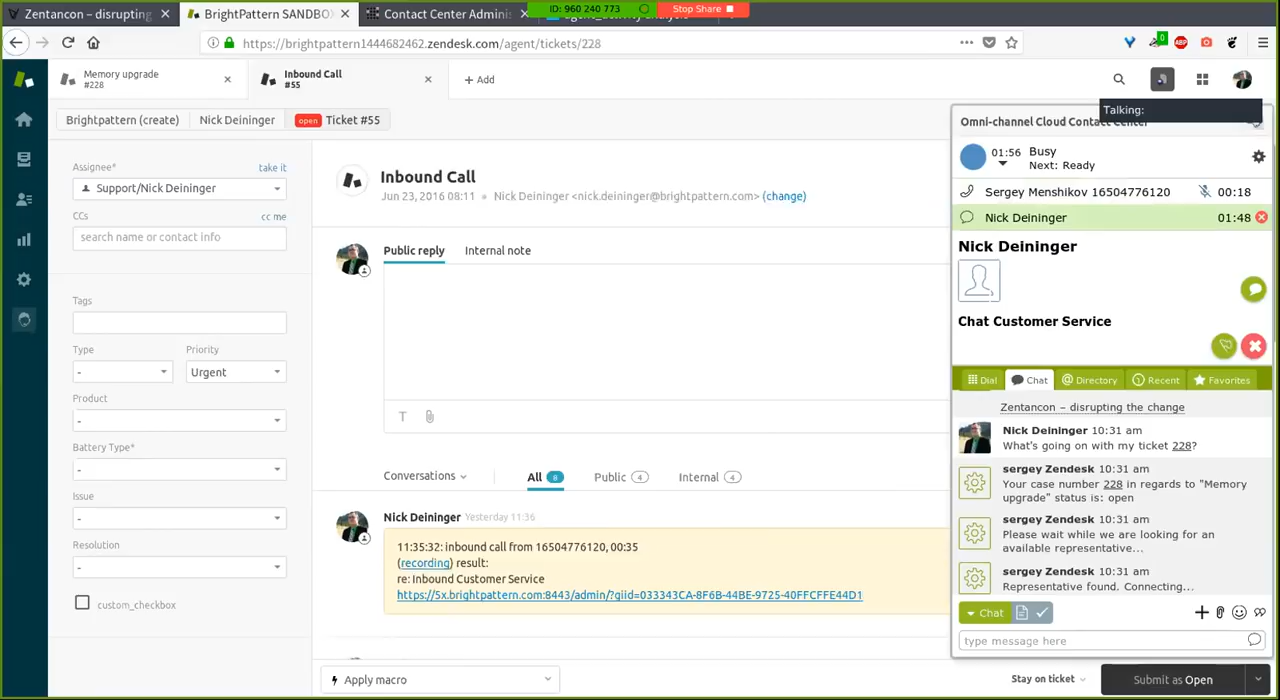 Zentancon – disrupting
BrightPattern SANDBOX
Contact Center Adminis
ID: 960 240 773
Stop Share
https://brightpattern1444682462.zendesk.com/agent/tickets/228
0
ABP
Memory upgrade
#228
Inbound Call
#55
+ Add
Talking:
Brightpattern (create)
Nick Deininger
open Ticket #55
Omni-channel Cloud Contact Center
01:56
Busy
Next: Ready
Sergey Menshikov 16504776120
00:18
Nick Deininger
01:48
Nick Deininger
Chat Customer Service
Dial
Chat
@Directory
Recent
Favorites
Zentancon – disrupting the change
Nick Deininger 10:31 am
What's going on with my ticket 228?
sergey Zendesk 10:31 am
Your case number 228 in regards to "Memory
upgrade" status is: open
sergey Zendesk 10:31 am
Please wait while we are looking for an
available representative...
sergey Zendesk 10:31 am
Representative found. Connecting...
Chat
type message here
Assignee*
take it
Support/Nick Deininger
CCs
cc me
search name or contact info
Tags
Type
Priority
-
Urgent
Product
-
Battery Type*
-
Issue
-
Resolution
-
custom_checkbox
Inbound Call
Jun 23, 2016 08:11
Nick Deininger <nick.deininger@brightpattern.com> (change)
Public reply
Internal note
T
Conversations
All 8
Public 4
Internal 4
Nick Deininger Yesterday 11:36
11:35:32: inbound call from 16504776120, 00:35
(recording) result:
re: Inbound Customer Service
https://5x.brightpattern.com:8443/admin/?giid=033343CA-8F6B-44BE-9725-40FFCFFE44D1
Apply macro
Stay on ticket
Submit as Open